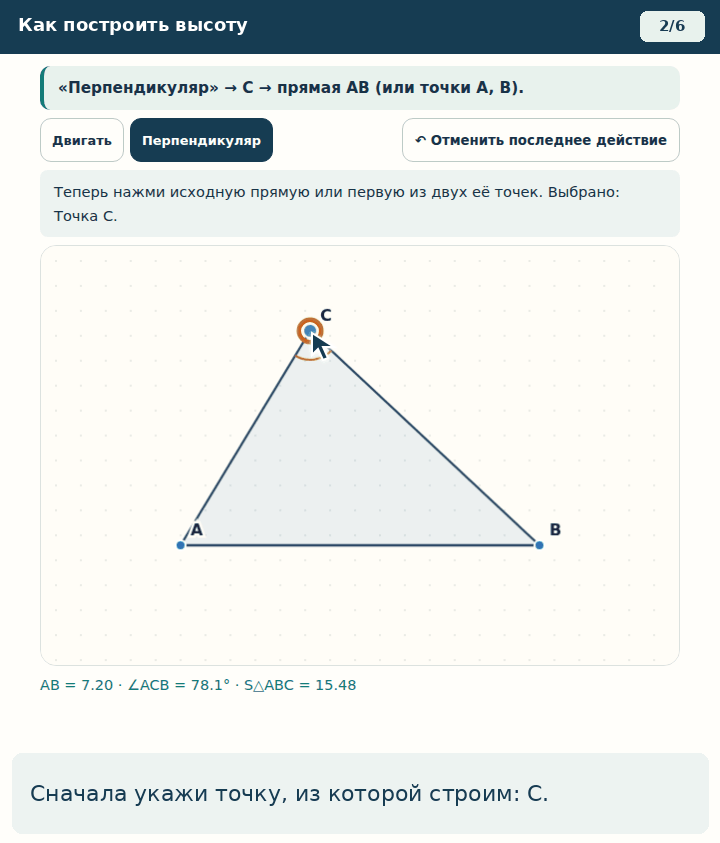 Как построить высоту
2/6
«Перпендикуляр» → C → прямая AB (или точки A, B).
Двигать
Перпендикуляр
↶ Отменить последнее действие
Теперь нажми исходную прямую или первую из двух её точек. Выбрано:
Точка C.
C
A
B
AB = 7.20 · ∠ACB = 78.1° · S△ABC = 15.48
Сначала укажи точку, из которой строим: C.